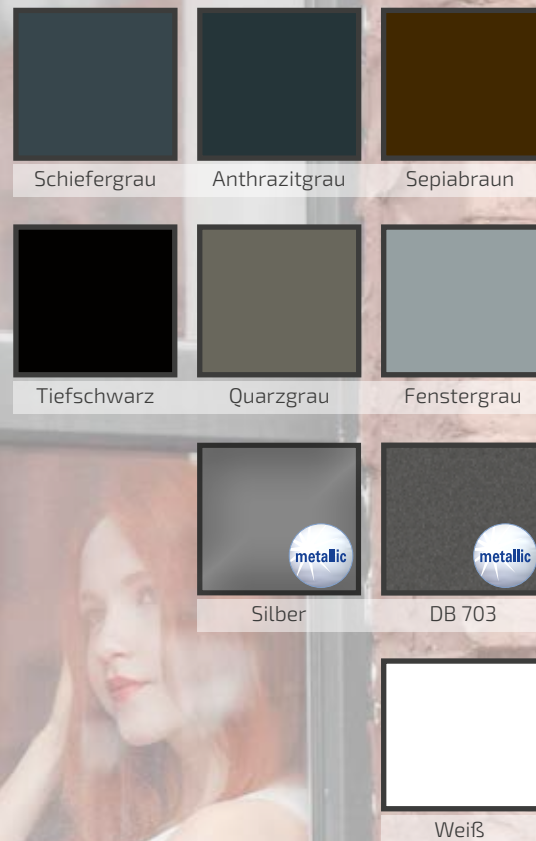 Schiefergrau Anthrazitgrau Sepiabraun
Tiefschwarz Quarzgrau Fenstergrau
metallic metallic
Silber DB 703
Weiß